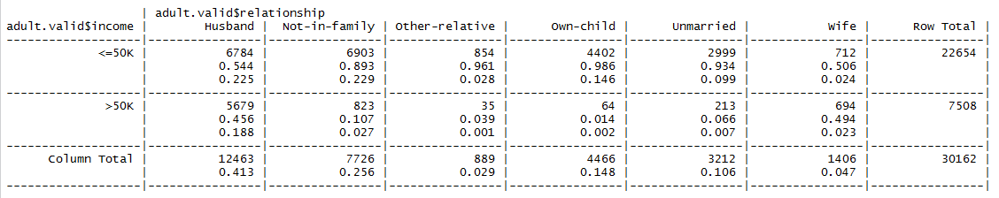 | adult.valid$relationship
adult.valid$income | Husband | Not-in-family | Other-relative | Own-child | Unmarried | Wife | Row Total |
-------------------|----------------|----------------|----------------|----------------|----------------|----------------|----------------|
<=50K | 6784 | 6903 | 854 | 4402 | 2999 | 712 | 22654 |
| 0.544 | 0.893 | 0.961 | 0.986 | 0.934 | 0.506 | |
| 0.225 | 0.229 | 0.028 | 0.146 | 0.099 | 0.024 | |
-------------------|----------------|----------------|----------------|----------------|----------------|----------------|----------------|
>50K | 5679 | 823 | 35 | 64 | 213 | 694 | 7508 |
| 0.456 | 0.107 | 0.039 | 0.014 | 0.066 | 0.494 | |
| 0.188 | 0.027 | 0.001 | 0.002 | 0.007 | 0.023 | |
-------------------|----------------|----------------|----------------|----------------|----------------|----------------|----------------|
Column Total | 12463 | 7726 | 889 | 4466 | 3212 | 1406 | 30162 |
| 0.413 | 0.256 | 0.029 | 0.148 | 0.106 | 0.047 | |
-------------------|----------------|----------------|----------------|----------------|----------------|----------------|----------------|